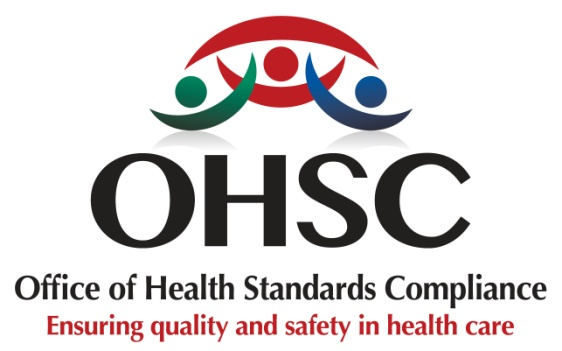 OHSC
Office of Health Standards Compliance
Ensuring quality and safety in health care